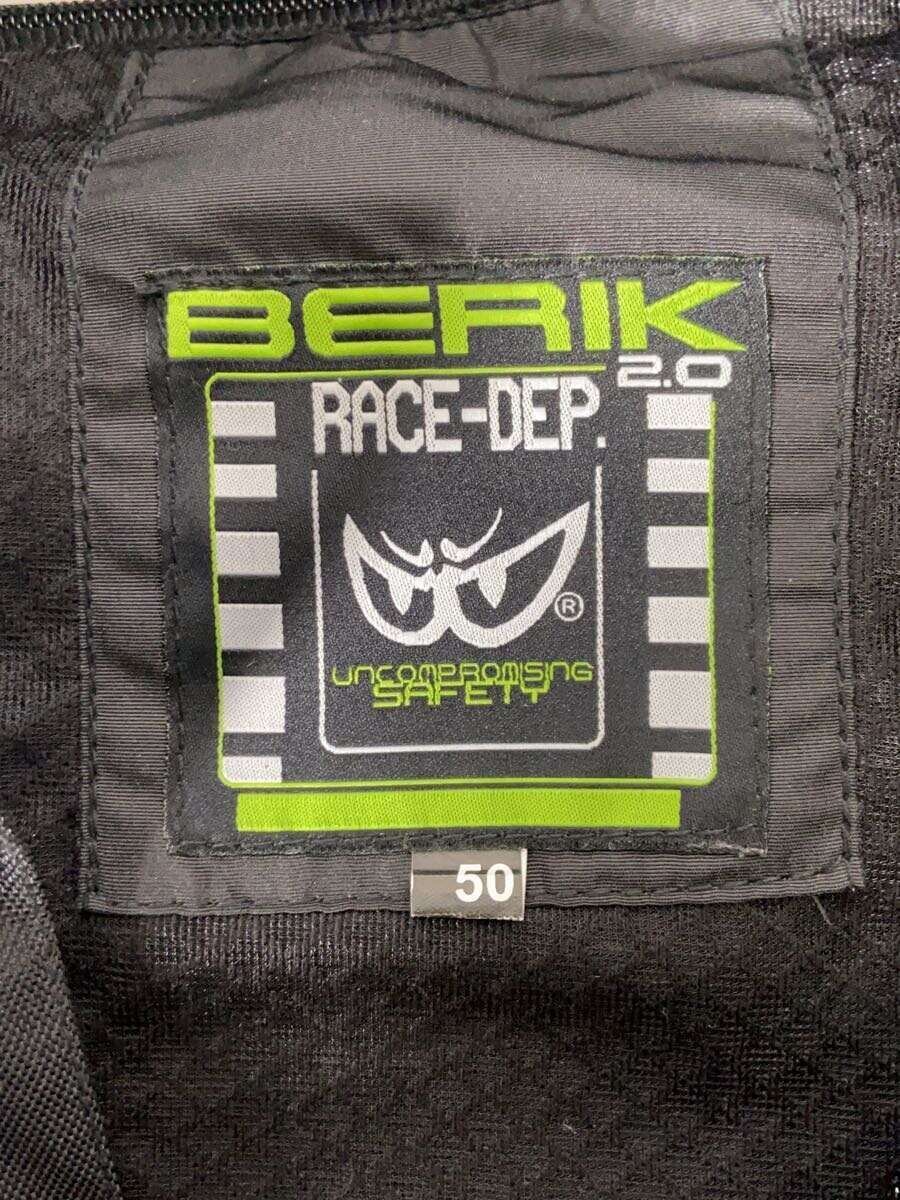 BERIK
2.0
RACE-DEP.
®
UNCOMPROMISING
SAFETY
50